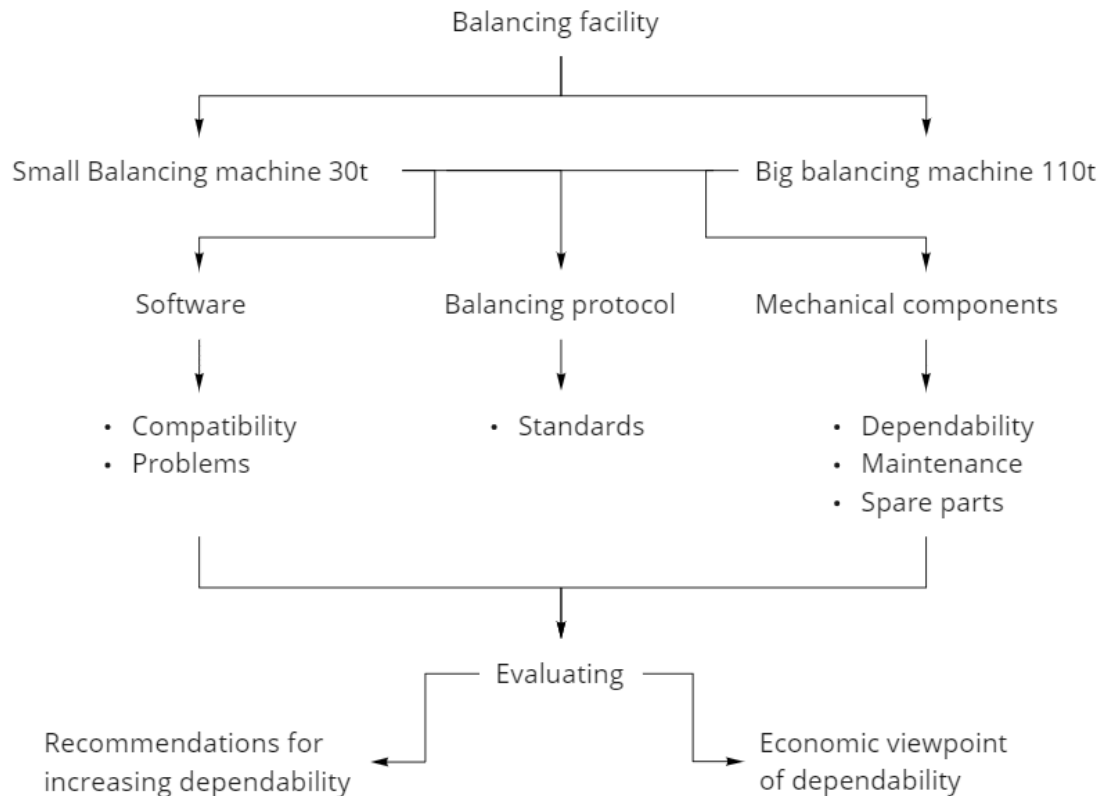 Balancing facility
Small Balancing machine 30t
Big balancing machine 110t
Software
Balancing protocol
Mechanical components
• Compatibility
• Problems
• Standards
• Dependability
• Maintenance
• Spare parts
Evaluating
Recommendations for
increasing dependability
Economic viewpoint
of dependability